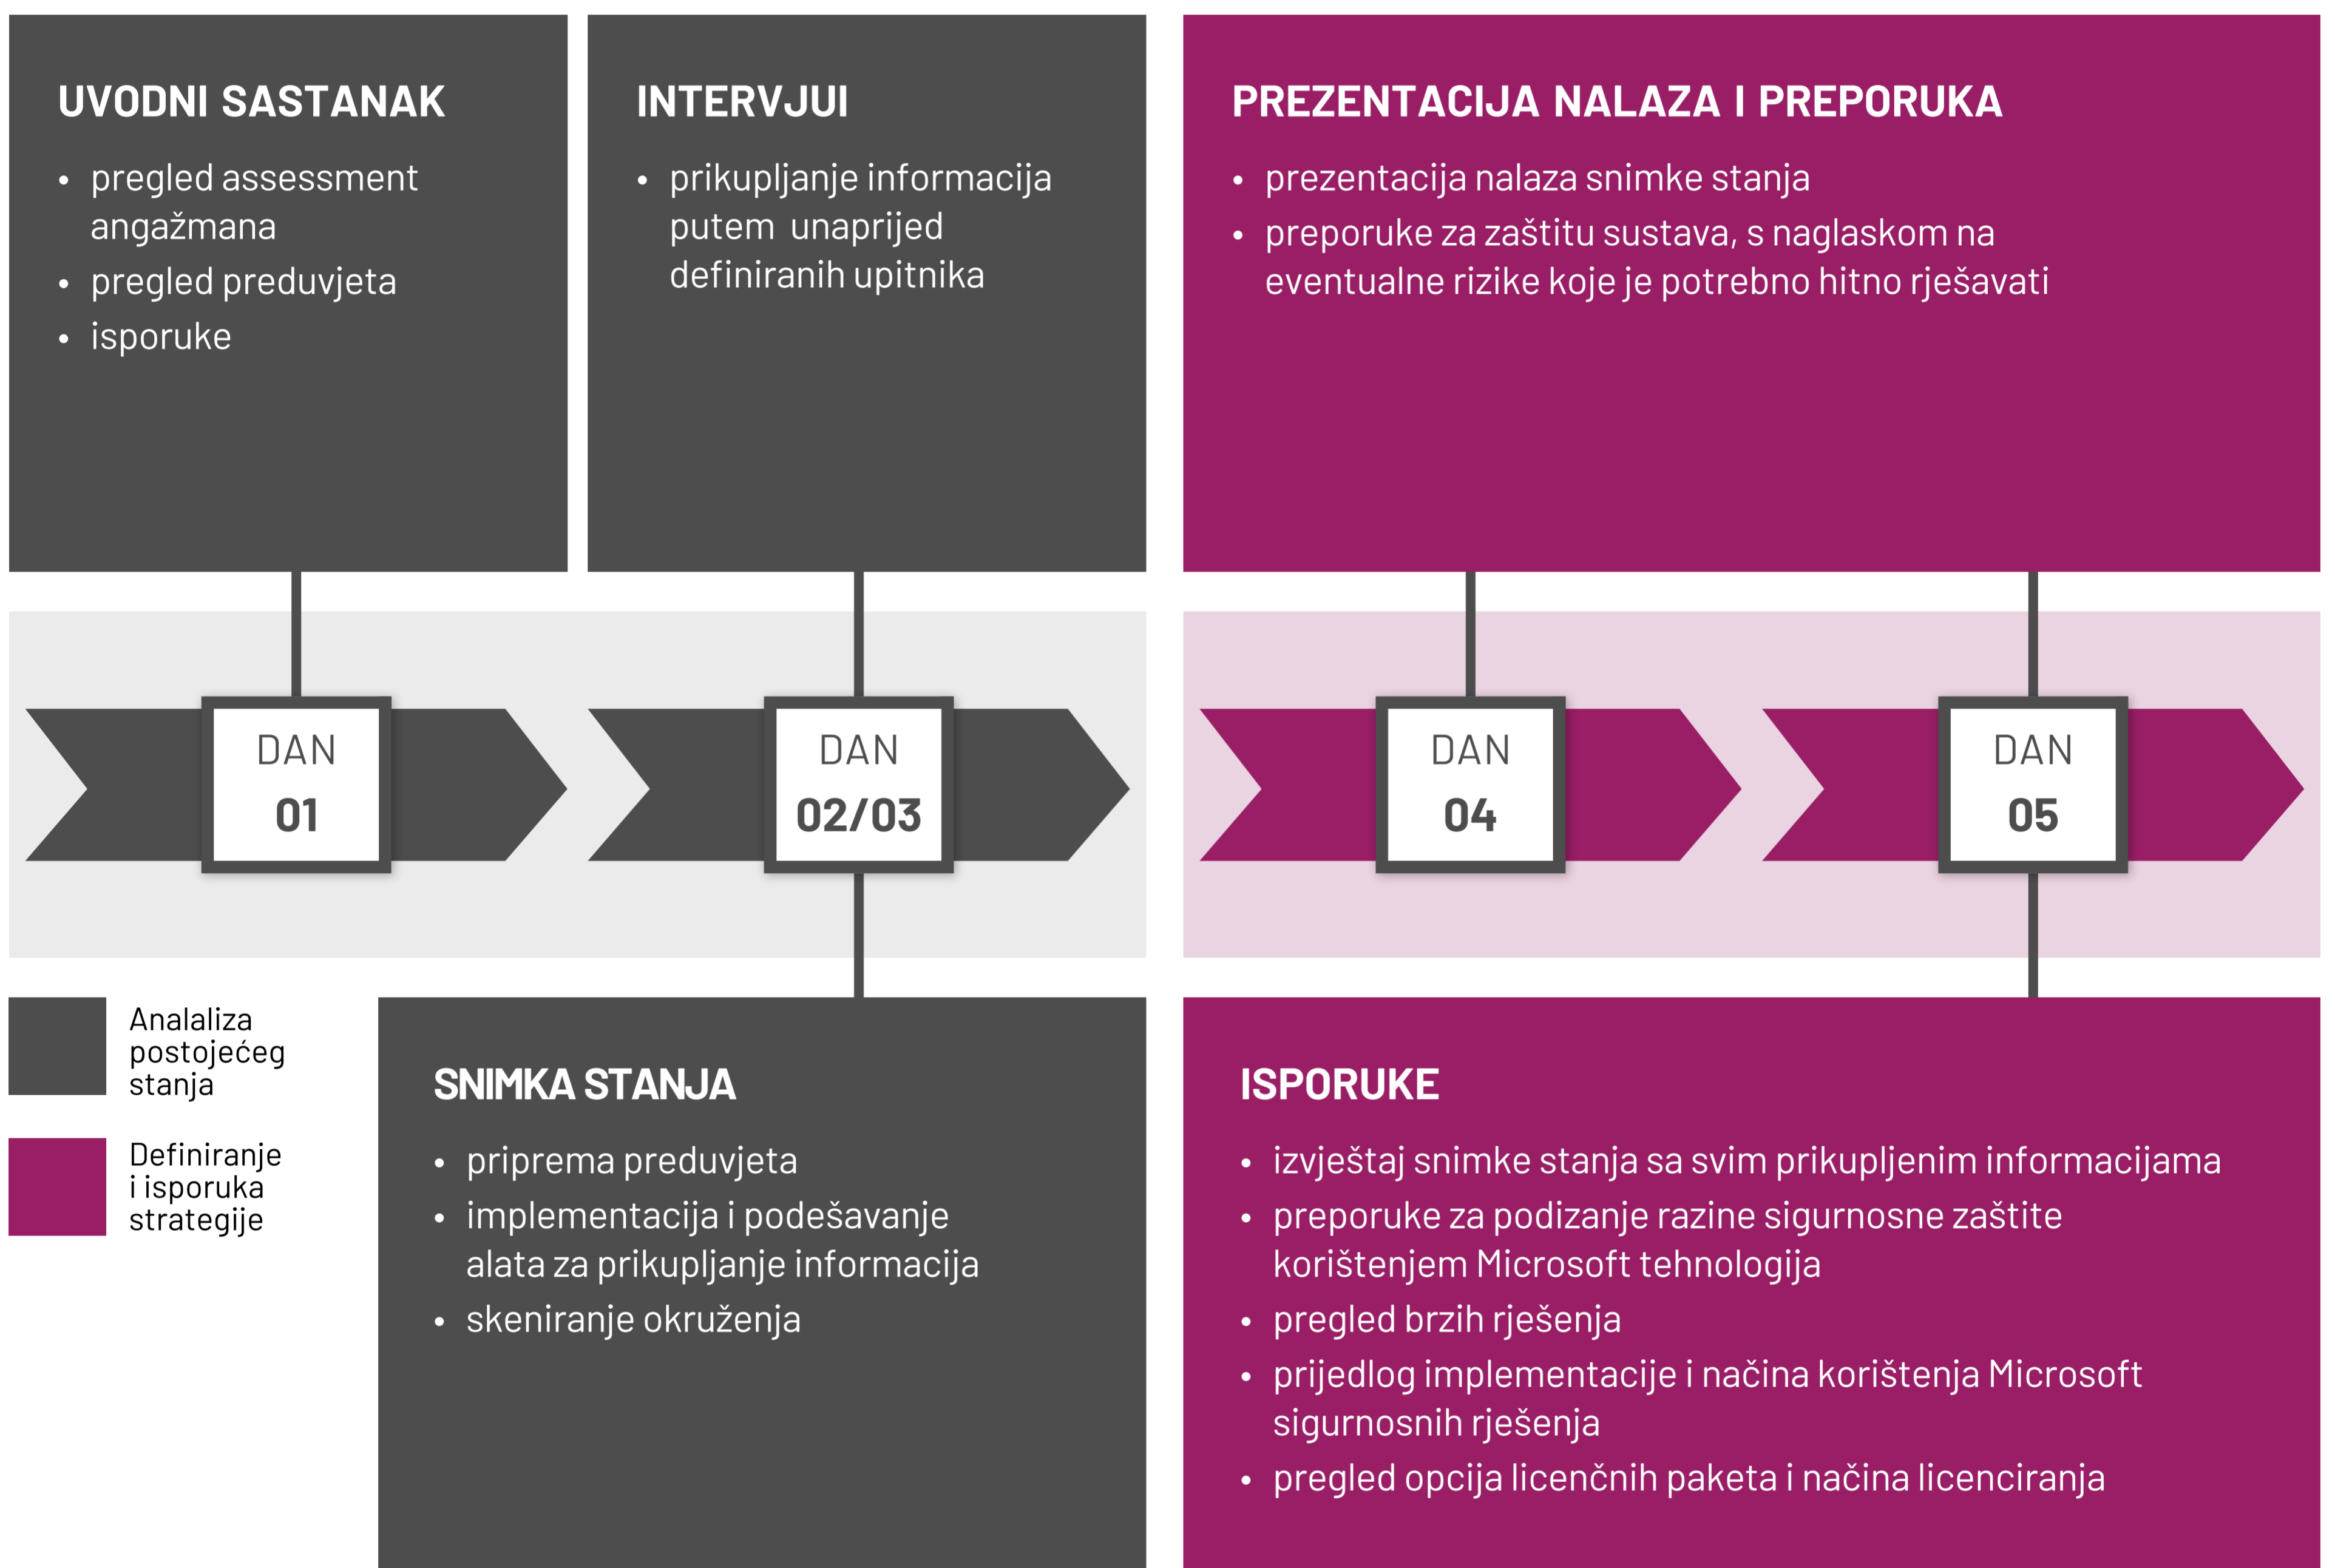 UVODNI SASTANAK
• pregled assessment
angažmana
• pregled preduvjeta
• isporuke
INTERVJUI
• prikupljanje informacija
putem unaprijed
definiranih upitnika
PREZENTACIJA NALAZA I PREPORUKA
• prezentacija nalaza snimke stanja
• preporuke za zaštitu sustava, s naglaskom na
eventualne rizike koje je potrebno hitno rješavati
DAN
01
DAN
02/03
DAN
04
DAN
05
Analaliza
postojećeg
stanja
Definiranje
i isporuka
strategije
SNIMKA STANJA
• priprema preduvjeta
• implementacija i podešavanje
alata za prikupljanje informacija
• skeniranje okruženja
ISPORUKE
• izvještaj snimke stanja sa svim prikupljenim informacijama
• preporuke za podizanje razine sigurnosne zaštite
korištenjem Microsoft tehnologija
• pregled brzih rješenja
• prijedlog implementacije i načina korištenja Microsoft
sigurnosnih rješenja
• pregled opcija licenčnih paketa i načina licenciranja